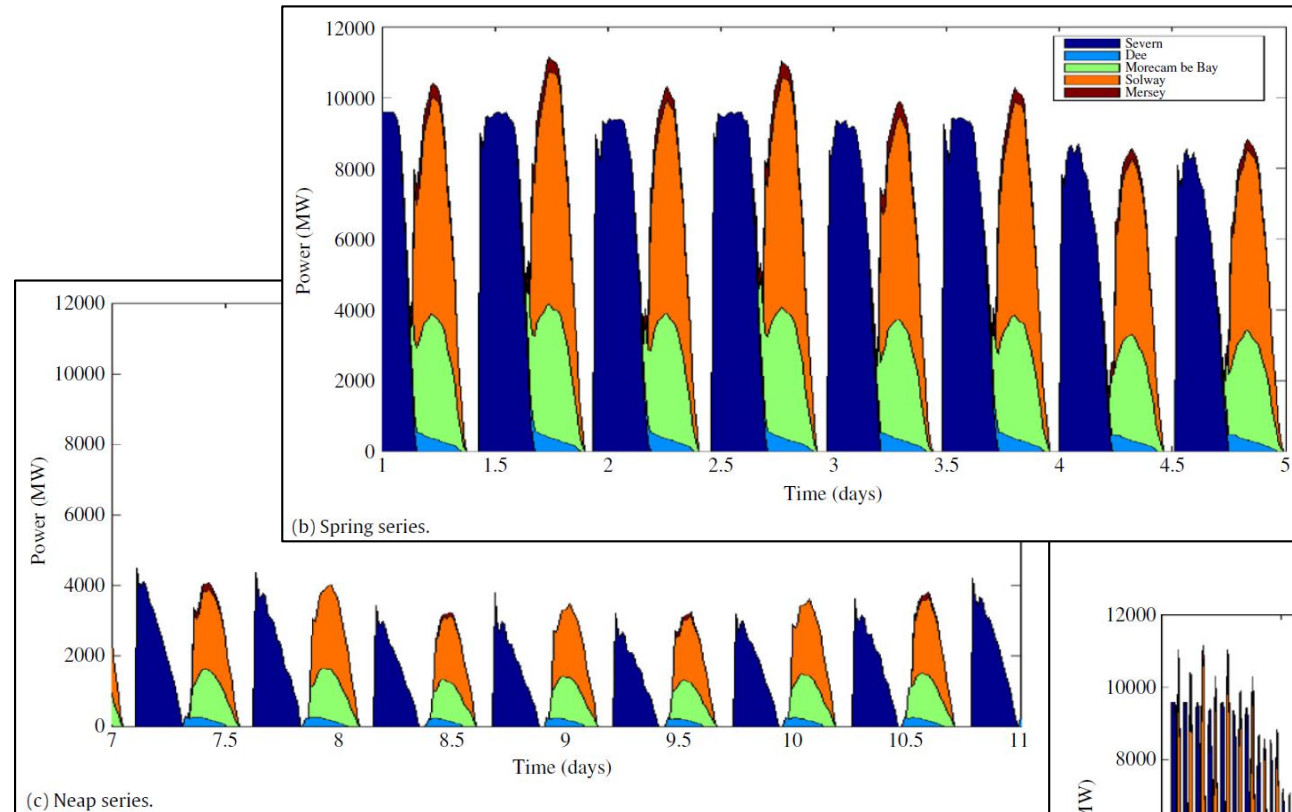 12000
10000
8000
6000
4000
2000
0
Power (MW)
Severn
Dee
Morecam be Bay
Solway
Mersey
1 1.5 2 2.5 3 3.5 4 4.5 5
Time (days)
(b) Spring series.
12000
10000
8000
6000
4000
2000
0
Power (MW)
7 7.5 8 8.5 9 9.5 10 10.5 11
Time (days)
(c) Neap series.
12000
10000
8000
MW)